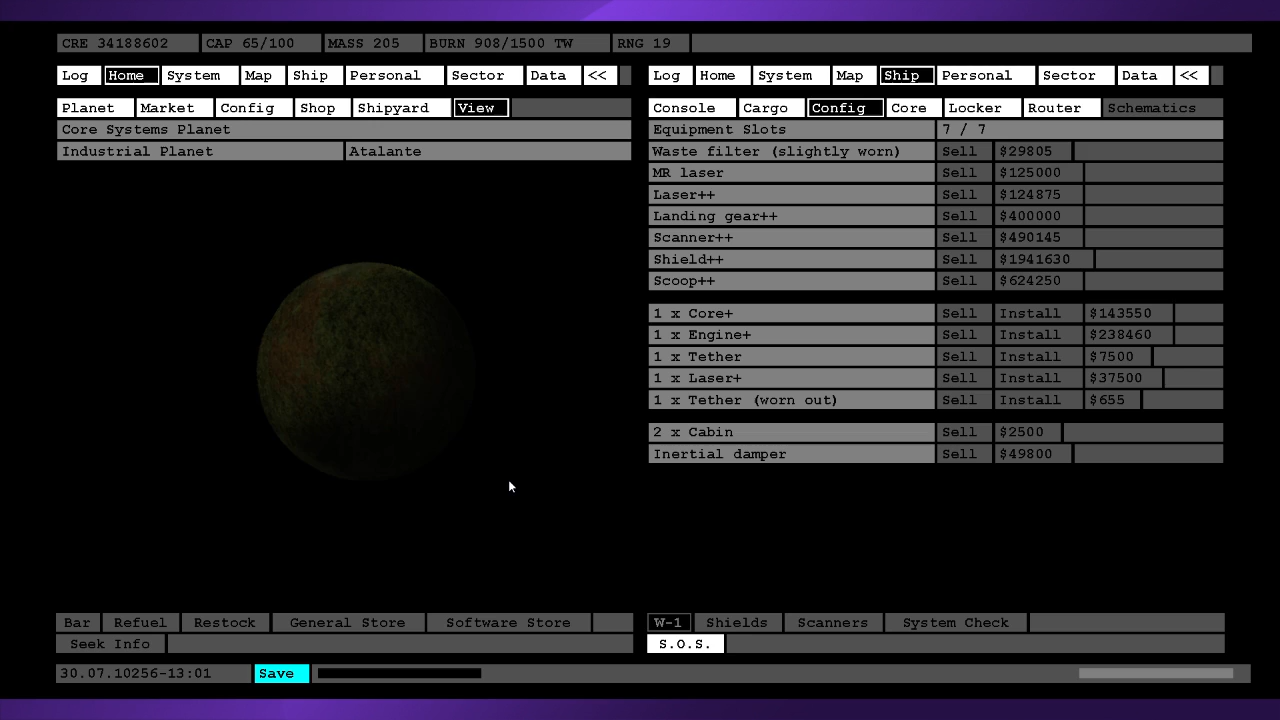 CRE 34188602 CAP 65/100 MASS 205 BURN 908/1500 TW RNG 19
Log Home System Map Ship Personal Sector Data <<
Planet Market Config Shop Shipyard View
Core Systems Planet
Industrial Planet Atalante
Bar Refuel Restock General Store Software Store
Seek Info
Log Home System Map Ship Personal Sector Data <<
Console Cargo Config Core Locker Router Schematics
Equipment Slots 7 / 7
Waste filter (slightly worn) Sell $29805
MR laser Sell $125000
Laser++ Sell $124875
Landing gear++ Sell $400000
Scanner++ Sell $490145
Shield++ Sell $1941630
Scoop++ Sell $624250
1 x Core+ Sell Install $143550
1 x Engine+ Sell Install $238460
1 x Tether Sell Install $7500
1 x Laser+ Sell Install $37500
1 x Tether (worn out) Sell Install $655
2 x Cabin Sell $2500
Inertial damper Sell $49800
W-1 Shields Scanners System Check
S.O.S.
30.07.10256-13:01 Save